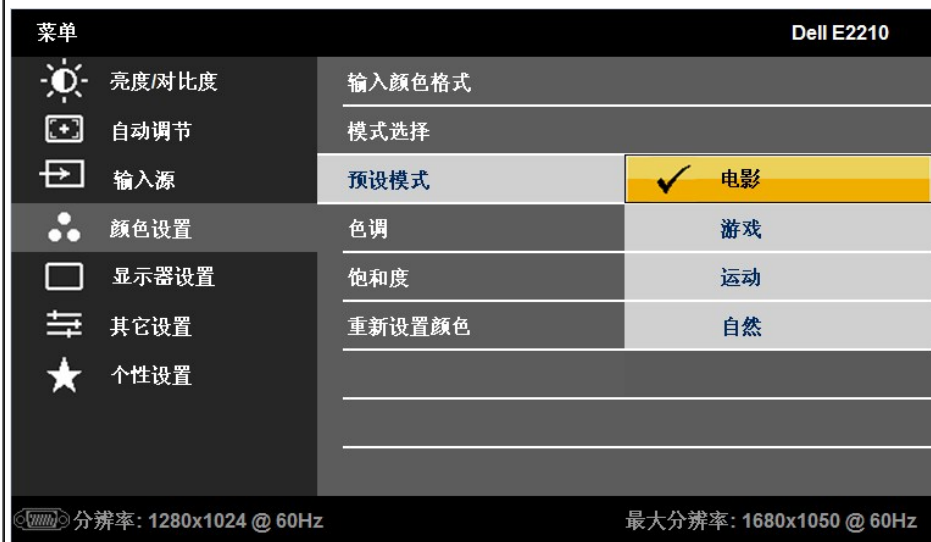 菜单
Dell E2210
亮度/对比度
输入颜色格式
自动调节
模式选择
输入源
预设模式
电影
颜色设置
色调
游戏
显示器设置
饱和度
运动
其它设置
重新设置颜色
自然
个性设置
分辨率: 1280x1024 @ 60Hz
最大分辨率: 1680x1050 @ 60Hz